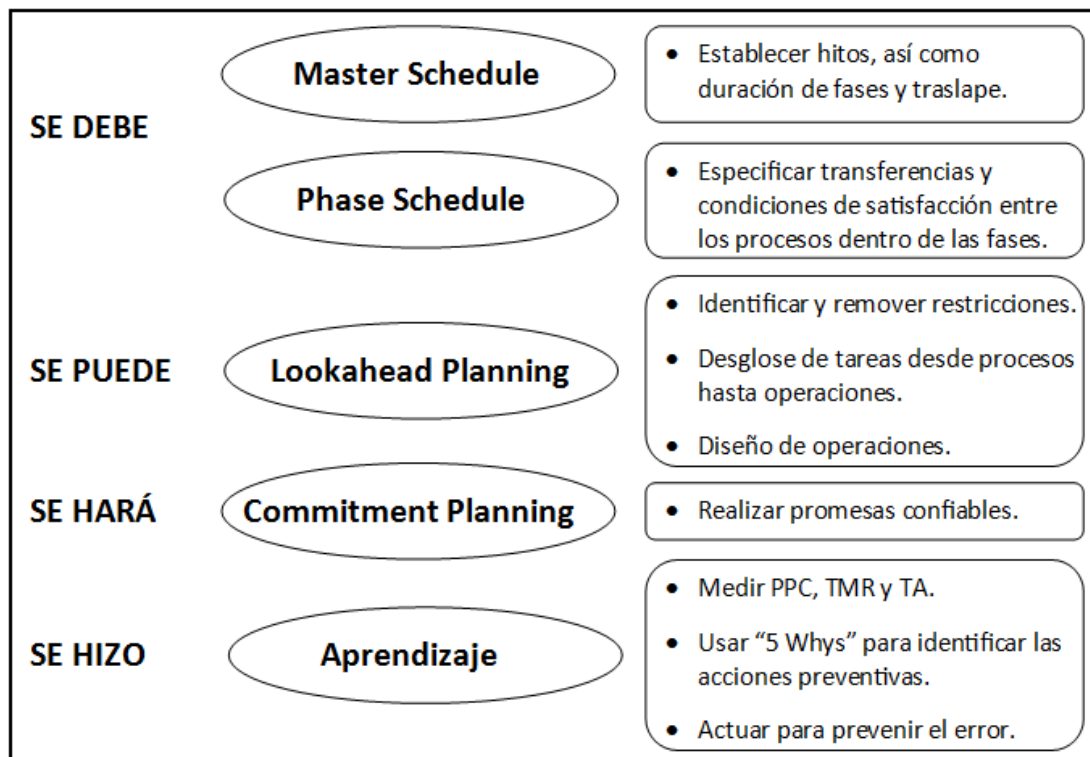 SE DEBE
Master Schedule
• Establecer hitos, así como
duración de fases y traslape.
Phase Schedule
• Especificar transferencias y
condiciones de satisfacción entre
los procesos dentro de las fases.
SE PUEDE
Lookahead Planning
• Identificar y remover restricciones.
• Desglose de tareas desde procesos
hasta operaciones.
• Diseño de operaciones.
SE HARÁ
Commitment Planning
• Realizar promesas confiables.
SE HIZO
Aprendizaje
• Medir PPC, TMR y TA.
• Usar “5 Whys” para identificar las
acciones preventivas.
• Actuar para prevenir el error.